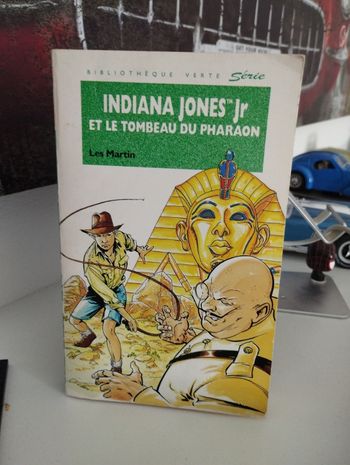 BIBLIOTHÈQUE VERTE Série
INDIANA JONES™ Jr
ET LE TOMBEAU DU PHARAON
Les Martin